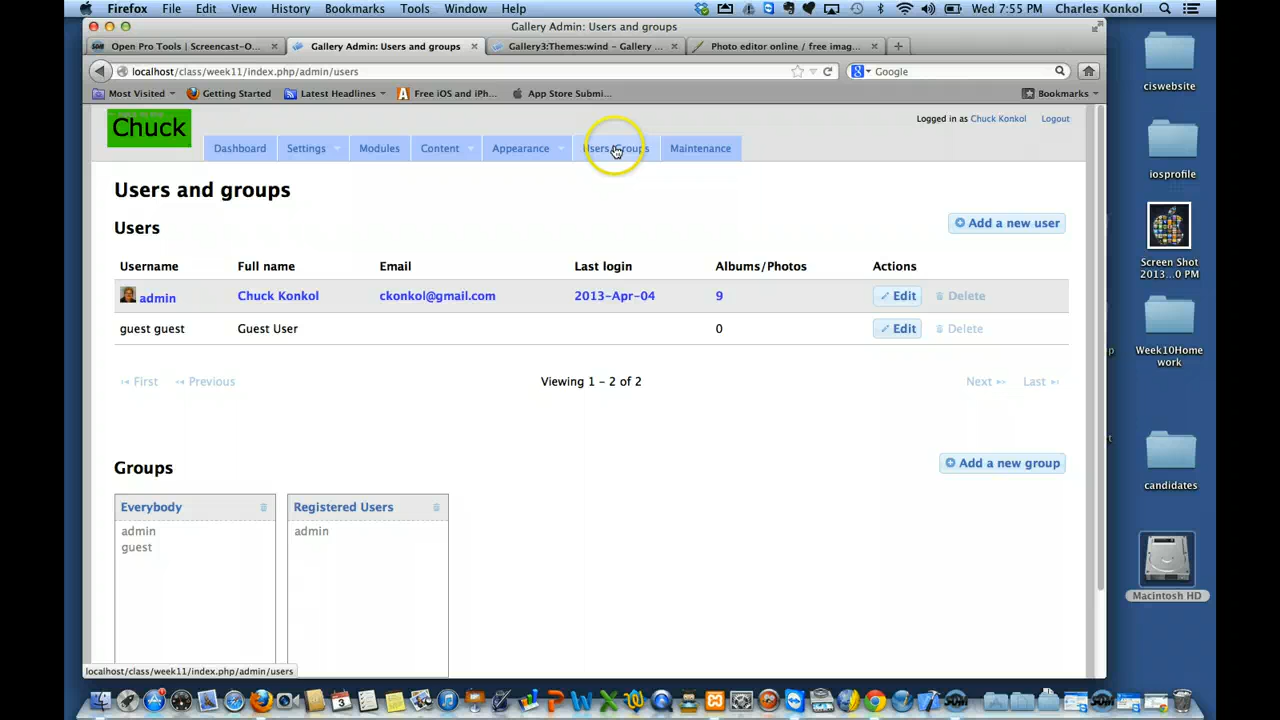 Firefox File Edit View History Bookmarks Tools Window Help Wed 7:55 PM Charles Konkol
Gallery Admin: Users and groups
Open Pro Tools | Screencast-O... Gallery Admin: Users and groups Gallery3:Themes:wind – Gallery ... Photo editor online / free imag...
localhost/class/week11/index.php/admin/users Google
Most Visited Getting Started Latest Headlines Free iOS and iPh... App Store Submi... Bookmarks
Chuck
Logged in as Chuck Konkol Logout
Dashboard Settings Modules Content Appearance Users/Groups Maintenance
Users and groups
Users
Add a new user
Username Full name Email Last login Albums/Photos Actions
admin Chuck Konkol ckonkol@gmail.com 2013-Apr-04 9 Edit Delete
guest guest Guest User 0 Edit Delete
First Previous Viewing 1 – 2 of 2 Next Last
Groups
Add a new group
Everybody
admin
guest
Registered Users
admin
localhost/class/week11/index.php/admin/users
ciswebsite
iosprofile
Screen Shot
2013...0 PM
Week10Home
work
candidates
Macintosh HD